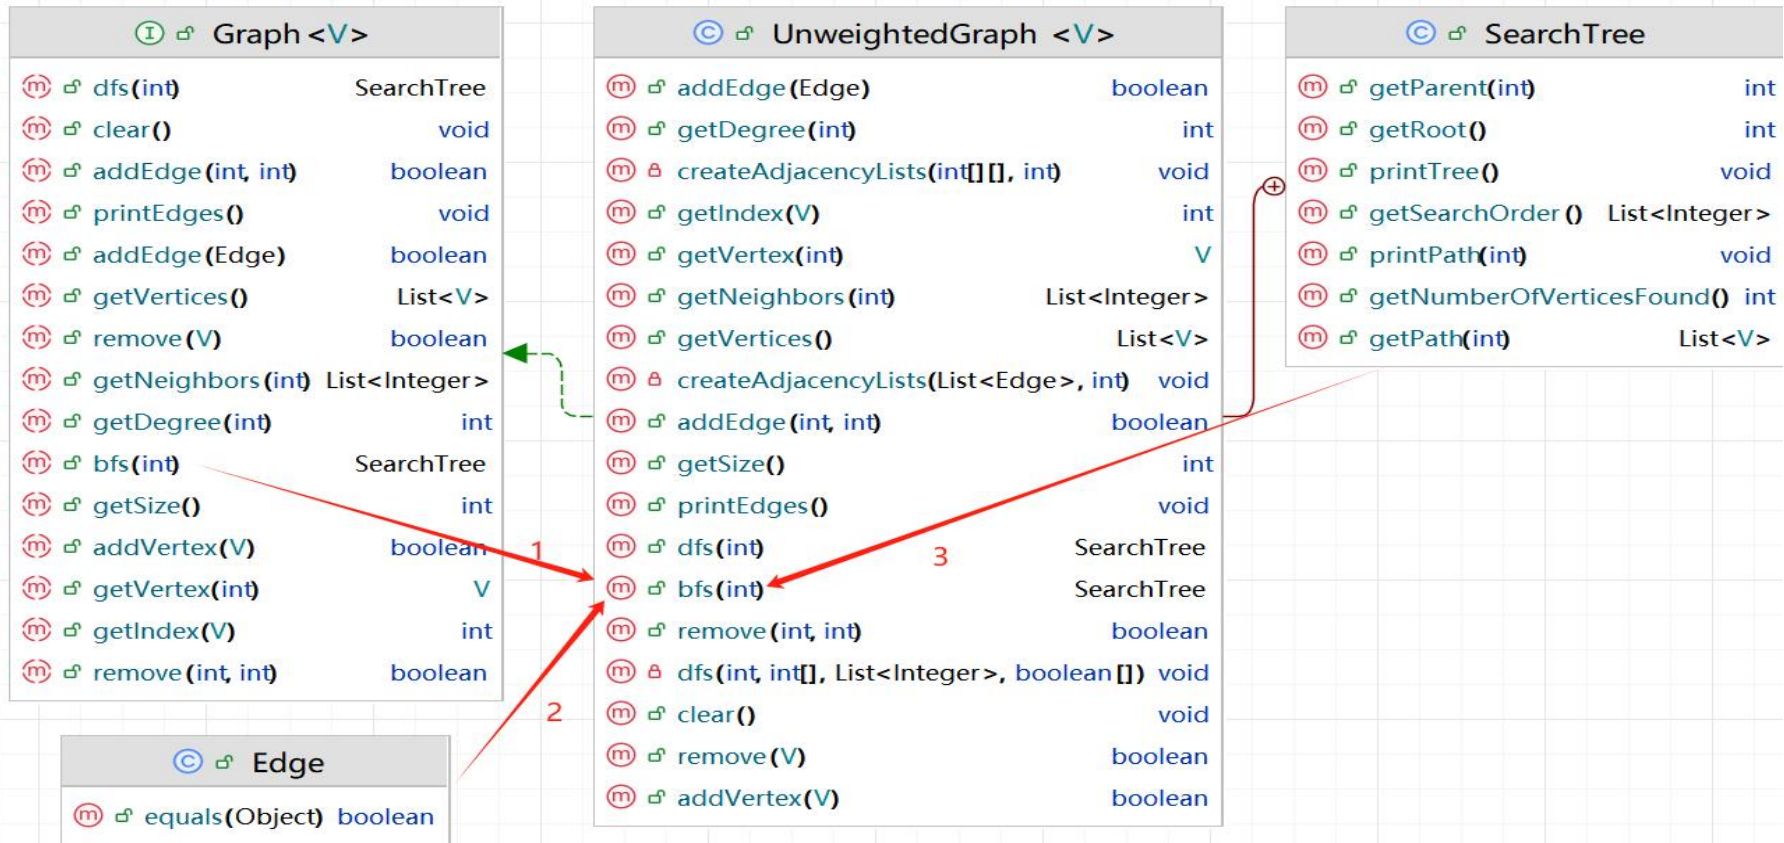 Graph <V>
dfs(int) SearchTree
clear() void
addEdge(int, int) boolean
printEdges() void
addEdge(Edge) boolean
getVertices() List<V>
remove(V) boolean
getNeighbors(int) List<Integer>
getDegree(int) int
bfs(int) SearchTree
getSize() int
addVertex(V) boolean
getVertex(int) V
getIndex(V) int
remove(int, int) boolean
Edge
equals(Object) boolean
UnweightedGraph <V>
addEdge(Edge) boolean
getDegree(int) int
createAdjacencyLists(int[][], int) void
getIndex(V) int
getVertex(int) V
getNeighbors(int) List<Integer>
getVertices() List<V>
createAdjacencyLists(List<Edge>, int) void
addEdge(int, int) boolean
getSize() int
printEdges() void
dfs(int) SearchTree
bfs(int) SearchTree
remove(int, int) boolean
dfs(int, int[], List<Integer>, boolean[]) void
clear() void
remove(V) boolean
addVertex(V) boolean
SearchTree
getParent(int) int
getRoot() int
printTree() void
getSearchOrder() List<Integer>
printPath(int) void
getNumberOfVerticesFound() int
getPath(int) List<V>
1
2
3